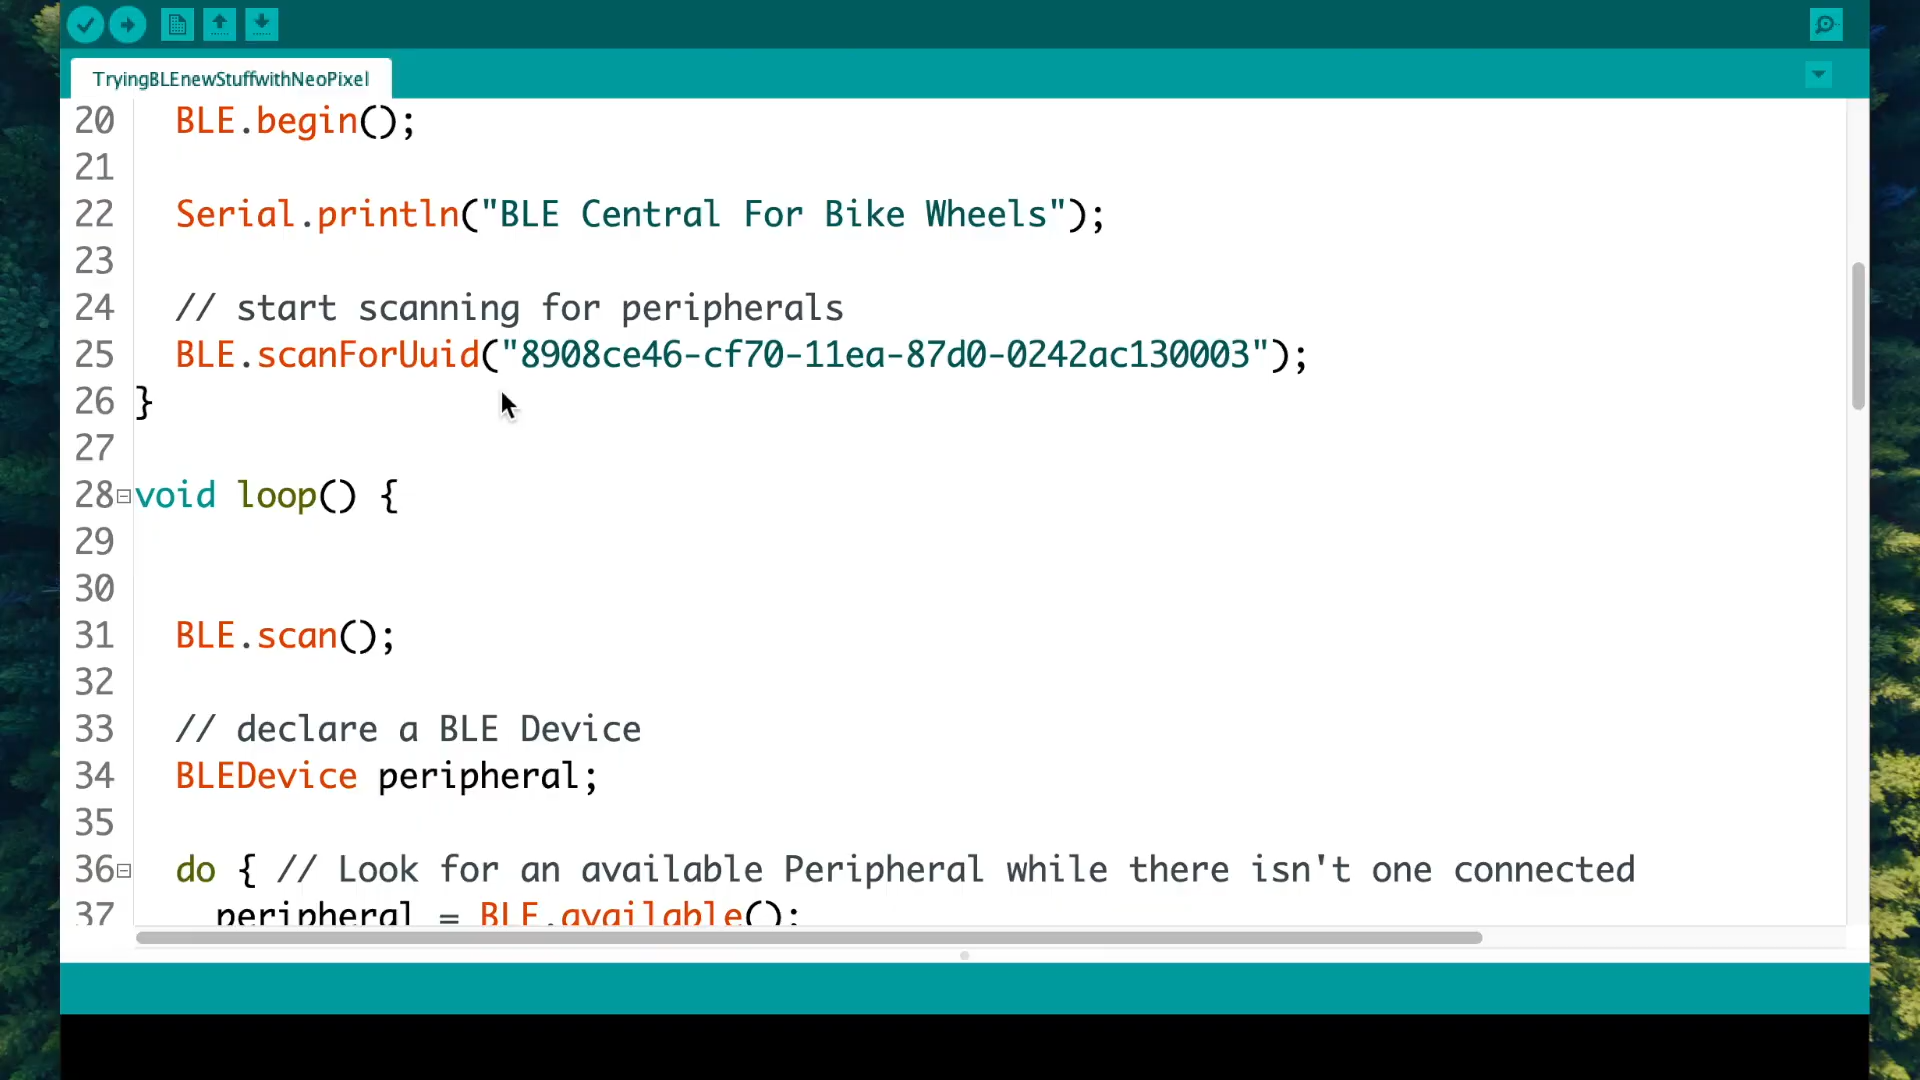 TryingBLEnewStuffwithNeoPixel
20 BLE.begin();
21
22 Serial.println("BLE Central For Bike Wheels");
23
24 // start scanning for peripherals
25 BLE.scanForUuid("8908ce46-cf70-11ea-87d0-0242ac130003");
26 }
27
28 void loop() {
29
30
31 BLE.scan();
32
33 // declare a BLE Device
34 BLEDevice peripheral;
35
36 do { // Look for an available Peripheral while there isn't one connected
37 peripheral = BLE.available();